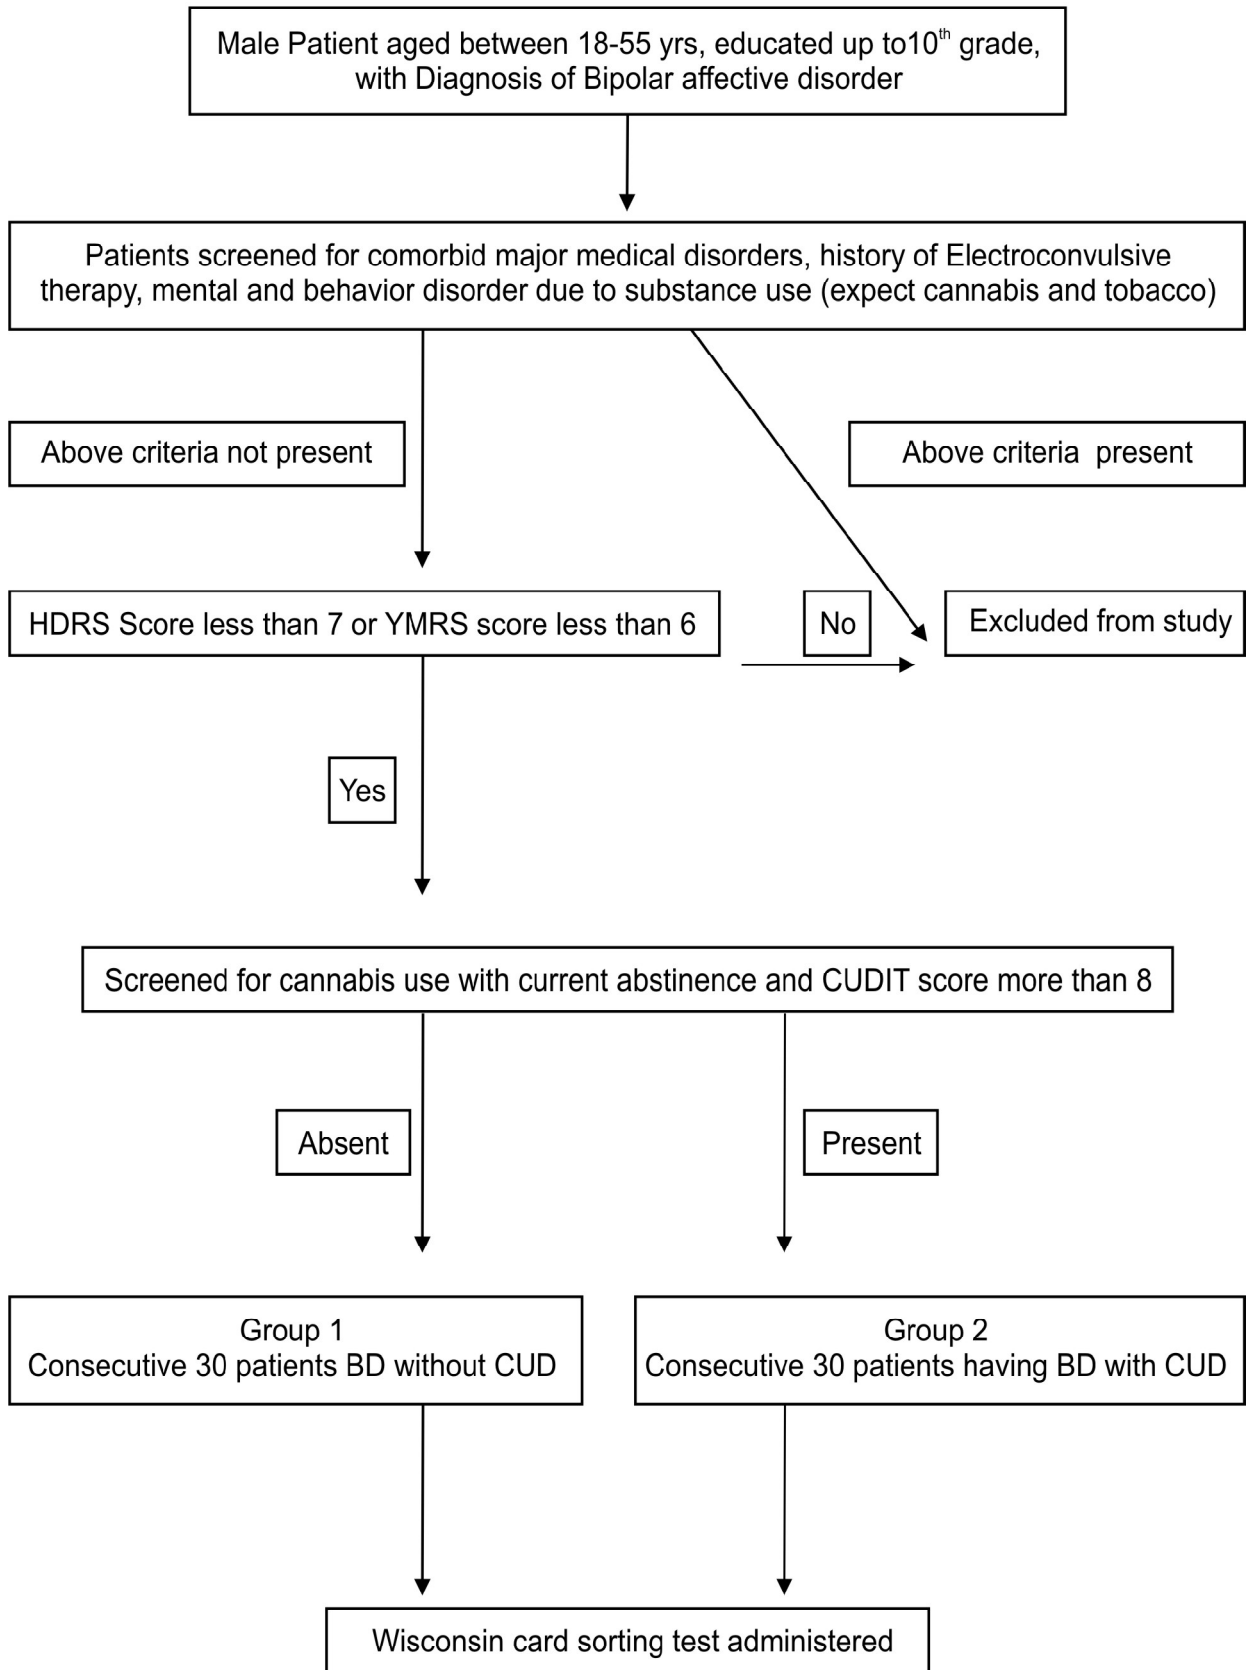 Male Patient aged between 18-55 yrs, educated up to10th grade,
with Diagnosis of Bipolar affective disorder
Patients screened for comorbid major medical disorders, history of Electroconvulsive
therapy, mental and behavior disorder due to substance use (expect cannabis and tobacco)
Above criteria not present
Above criteria present
HDRS Score less than 7 or YMRS score less than 6
No
Excluded from study
Yes
Screened for cannabis use with current abstinence and CUDIT score more than 8
Absent
Present
Group 1
Consecutive 30 patients BD without CUD
Group 2
Consecutive 30 patients having BD with CUD
Wisconsin card sorting test administered